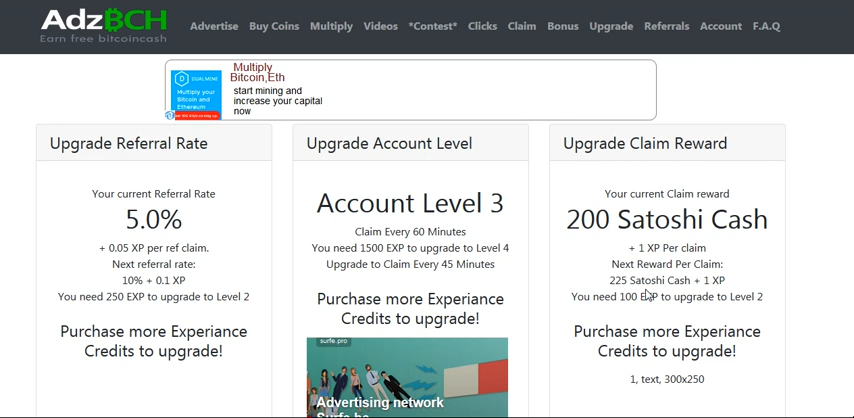 AdzBCH
Earn free bitcoincash
Advertise Buy Coins Multiply Videos *Contest* Clicks Claim Bonus Upgrade Referrals Account F.A.Q
DUALMINE
Multiply your
Bitcoin and
Ethereum
Multiply
Bitcoin,Eth
start mining and
increase your capital
now
Upgrade Referral Rate
Your current Referral Rate
5.0%
+ 0.05 XP per ref claim.
Next referral rate:
10% + 0.1 XP
You need 250 EXP to upgrade to Level 2
Purchase more Experiance
Credits to upgrade!
Upgrade Account Level
Account Level 3
Claim Every 60 Minutes
You need 1500 EXP to upgrade to Level 4
Upgrade to Claim Every 45 Minutes
Purchase more Experiance
Credits to upgrade!
surfe.pro
Advertising network
Upgrade Claim Reward
Your current Claim reward
200 Satoshi Cash
+ 1 XP Per claim
Next Reward Per Claim:
225 Satoshi Cash + 1 XP
You need 100 EXP to upgrade to Level 2
Purchase more Experiance
Credits to upgrade!
1, text, 300x250